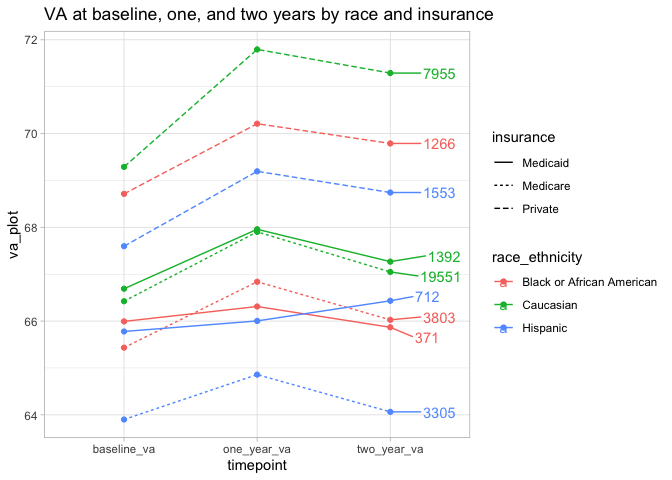 VA at baseline, one, and two years by race and insurance
va_plot
72
70
68
66
64
7955
1266
1553
1392
19551
712
3803
371
3305
baseline_va
one_year_va
two_year_va
timepoint
insurance
Medicaid
Medicare
Private
race_ethnicity
a Black or African American
a Caucasian
a Hispanic